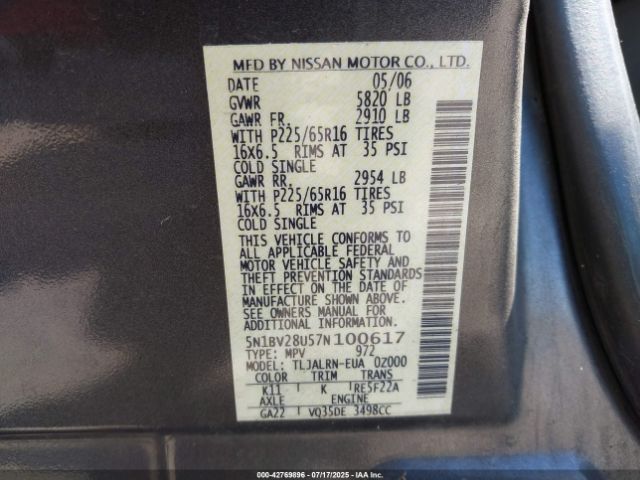 MFD BY NISSAN MOTOR CO., LTD.
DATE 05/06
GVWR 5820 LB
GAWR FR. 2910 LB
WITH P225/65R16 TIRES
16X6.5 RIMS AT 35 PSI
COLD SINGLE
GAWR RR. 2954 LB
WITH P225/65R16 TIRES
16X6.5 RIMS AT 35 PSI
COLD SINGLE
THIS VEHICLE CONFORMS TO
ALL APPLICABLE FEDERAL
MOTOR VEHICLE SAFETY AND
THEFT PREVENTION STANDARDS
IN EFFECT ON THE DATE OF
MANUFACTURE SHOWN ABOVE.
SEE OWNERS MANUAL FOR
ADDITIONAL INFORMATION.
5N1BV28U57N100617
TYPE: MPV 972
MODEL: TLJALRN-EUA 0Z000
COLOR TRIM TRANS
K11 K RE5F22A
AXLE ENGINE
GA22 VQ35DE 3498CC
000-42769896 | 07/17/2025 | IAAI.COM